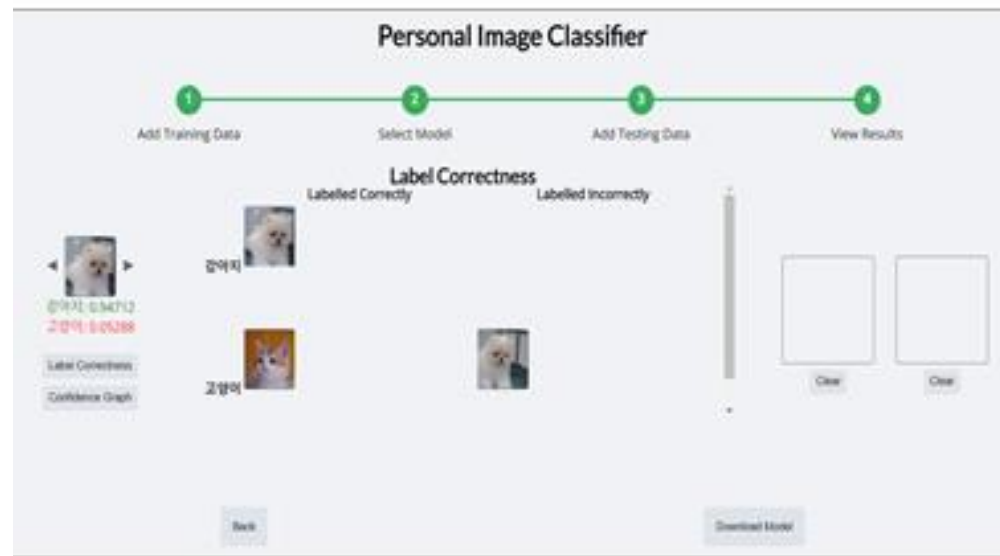 Personal Image Classifier
1
2
3
4
Add Training Data
Select Model
Add Testing Data
View Results
Label Correctness
Labelled Correctly
Labelled Incorrectly
강아지
강아지: 0.94712
고양이: 0.05288
Label Correctness
고양이
Confidence Graph
Clear
Clear
Back
Download Model